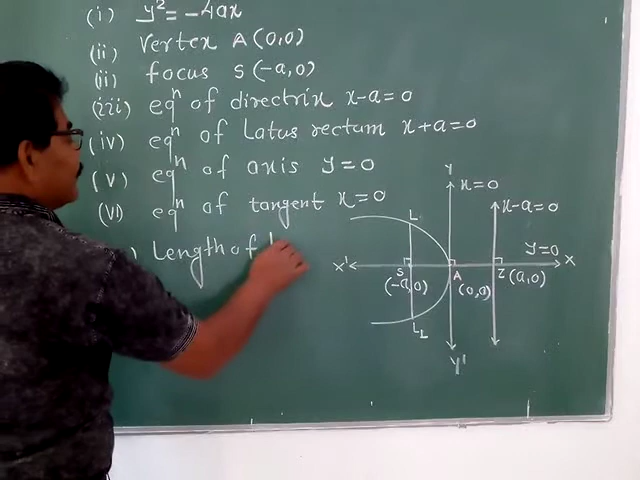 (i) y² = -4ax
(ii) Vertex A(0,0)
(ii) focus S(-a,0)
(iii) eqⁿ of directrix x-a=0
(iv) eqⁿ of Latus rectum x+a=0
(v) eqⁿ of axis y=0
(vi) eqⁿ of tangent x=0
) Length of
Y
x=0
x-a=0
L
y=0
X'
X
S
A
Z
(-a,0)
(0,0)
(a,0)
L
L
Y'